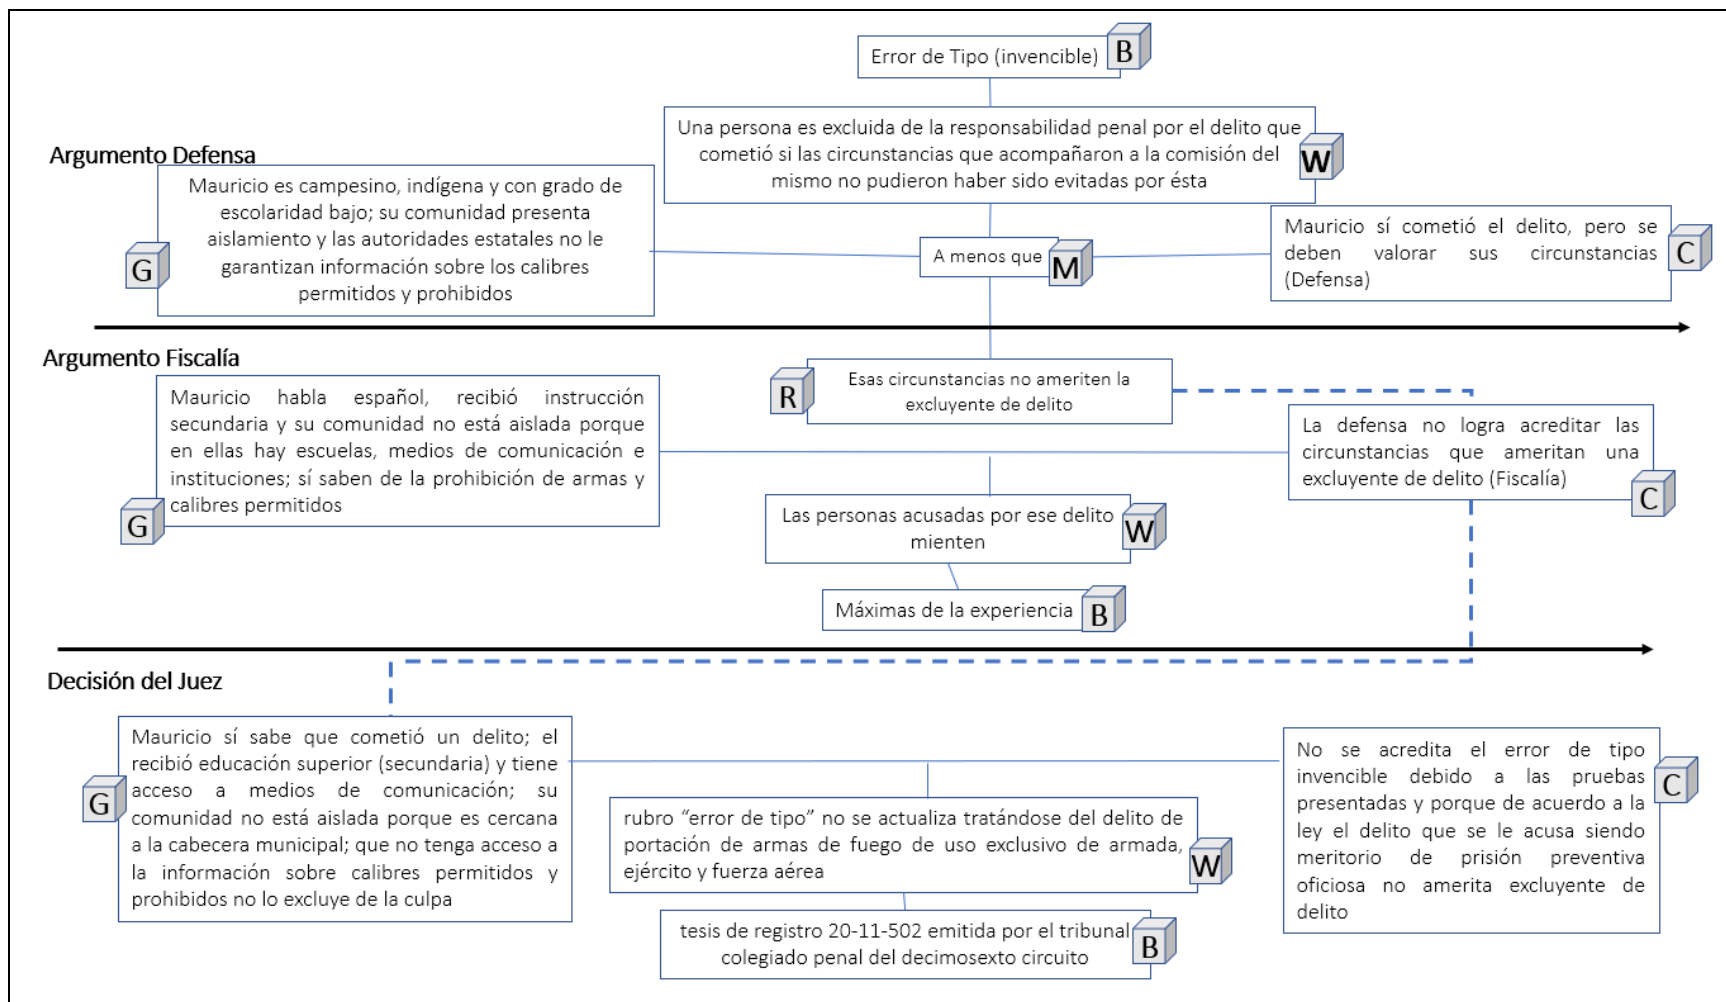 Error de Tipo (invencible)
B
Una persona es excluida de la responsabilidad penal por el delito que
cometió si las circunstancias que acompañaron a la comisión del
mismo no pudieron haber sido evitadas por ésta
W
Argumento Defensa
Mauricio es campesino, indígena y con grado de
escolaridad bajo; su comunidad presenta
aislamiento y las autoridades estatales no le
garantizan información sobre los calibres
permitidos y prohibidos
G
A menos que
M
Mauricio sí cometió el delito, pero se
deben valorar sus circunstancias
(Defensa)
C
Argumento Fiscalía
Mauricio habla español, recibió instrucción
secundaria y su comunidad no está aislada porque
en ellas hay escuelas, medios de comunicación e
instituciones; sí saben de la prohibición de armas y
calibres permitidos
G
R
Esas circunstancias no ameriten la
excluyente de delito
La defensa no logra acreditar las
circunstancias que ameritan una
excluyente de delito (Fiscalía)
C
Las personas acusadas por ese delito
mienten
W
Máximas de la experiencia
B
Decisión del Juez
Mauricio sí sabe que cometió un delito; el
recibió educación superior (secundaria) y tiene
acceso a medios de comunicación; su
comunidad no está aislada porque es cercana
a la cabecera municipal; que no tenga acceso a
la información sobre calibres permitidos y
prohibidos no lo excluye de la culpa
G
rubro “error de tipo” no se actualiza tratándose del delito de
portación de armas de fuego de uso exclusivo de armada,
ejército y fuerza aérea
W
tesis de registro 20-11-502 emitida por el tribunal
colegiado penal del decimosexto circuito
B
No se acredita el error de tipo
invencible debido a las pruebas
presentadas y porque de acuerdo a la
ley el delito que se le acusa siendo
meritorio de prisión preventiva
oficiosa no amerita excluyente de
delito
C